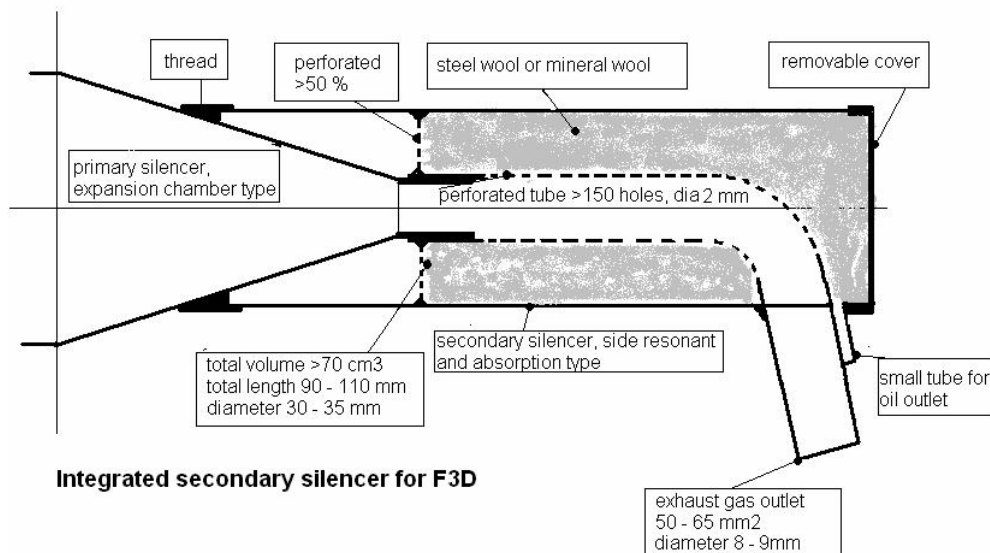 thread
perforated
>50 %
steel wool or mineral wool
removable cover
primary silencer,
expansion chamber type
perforated tube >150 holes, dia 2 mm
total volume >70 cm3
total length 90 - 110 mm
diameter 30 - 35 mm
secondary silencer, side resonant
and absorption type
small tube for
oil outlet
Integrated secondary silencer for F3D
exhaust gas outlet
50 - 65 mm2
diameter 8 - 9mm